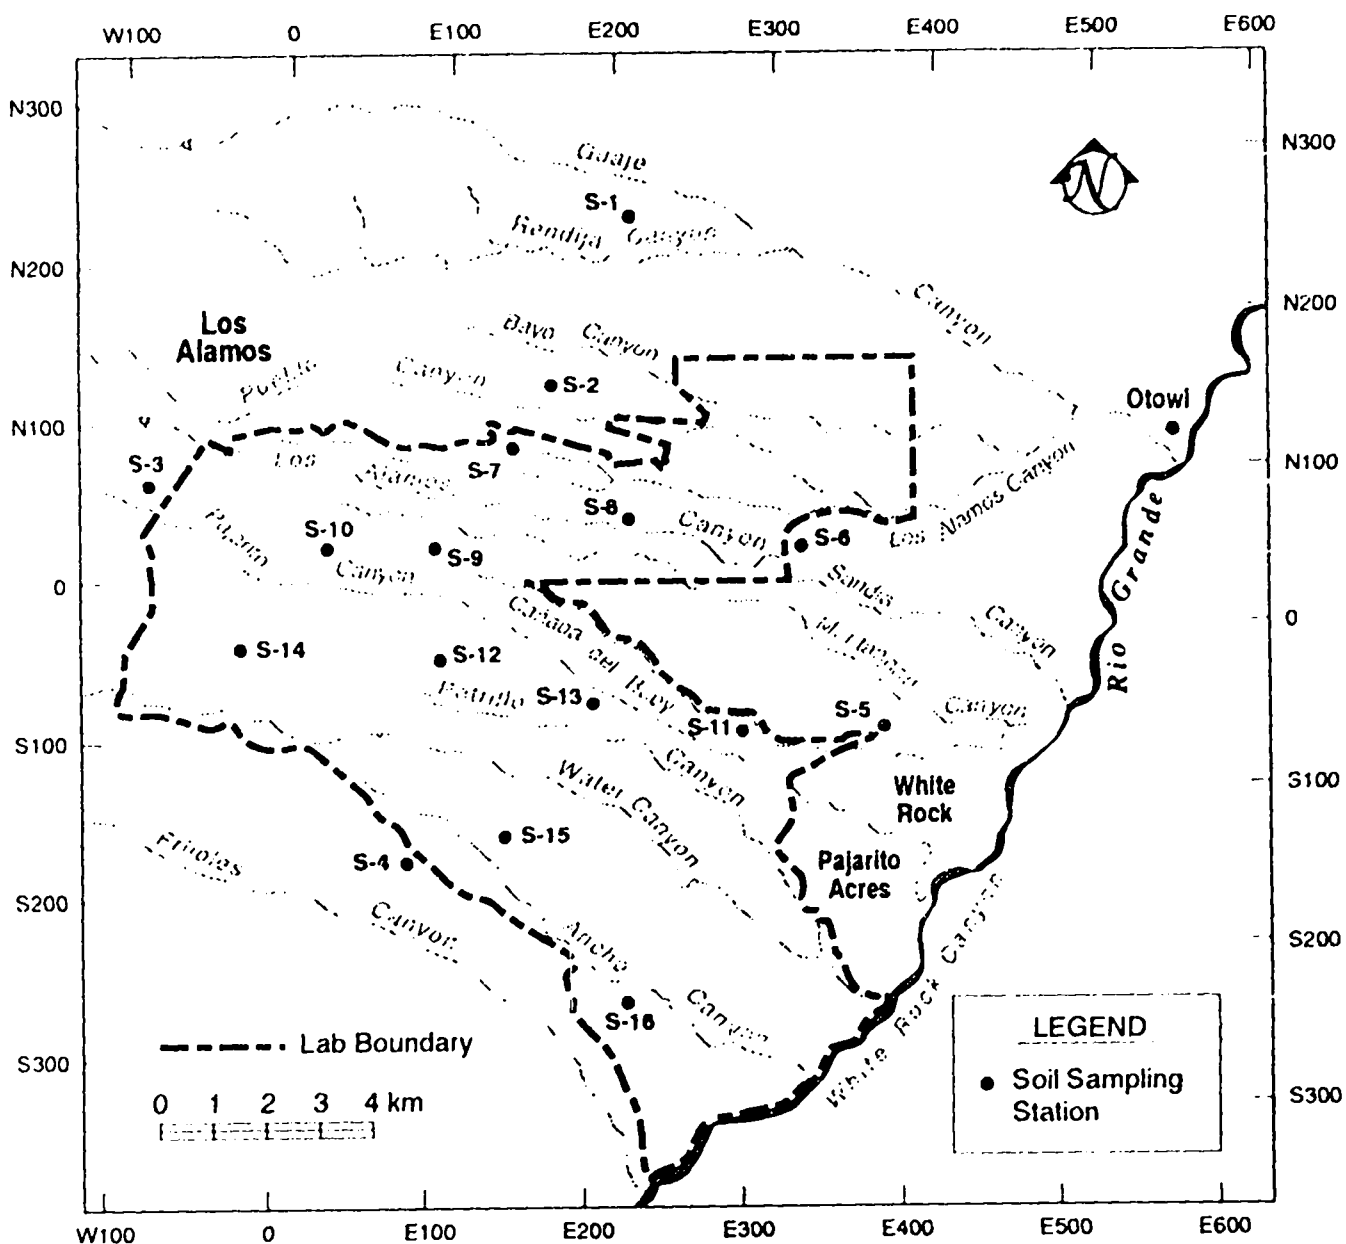 W100 0 E100 E200 E300 E400 E500 E600
N300
N300
Guaje
N
S-1
Rendija Canyon
N200
Canyon
N200
Los
Alamos
Bayo Canyon
Pueblo Canyon
S-2
Otowi
N100
N100
Los Alamos Canyon
S-3
S-7
S-8
S-6
Los Alamos Canyon
Rio Grande
Pajarito Canyon
S-10
S-9
0
0
Sandia Canyon
Canyon
Cañada del Buey
S-14
S-12
S-13
Potrillo
S-11
S-5
S100
S100
Canyon
Water Canyon
White
Rock
S-15
S-4
Pajarito
Acres
Frijoles Canyon
S200
S200
Ancho Canyon
White Rock Canyon
S-16
Lab Boundary
S300
S300
0 1 2 3 4 km
LEGEND
Soil Sampling
Station
W100 0 E100 E200 E300 E400 E500 E600